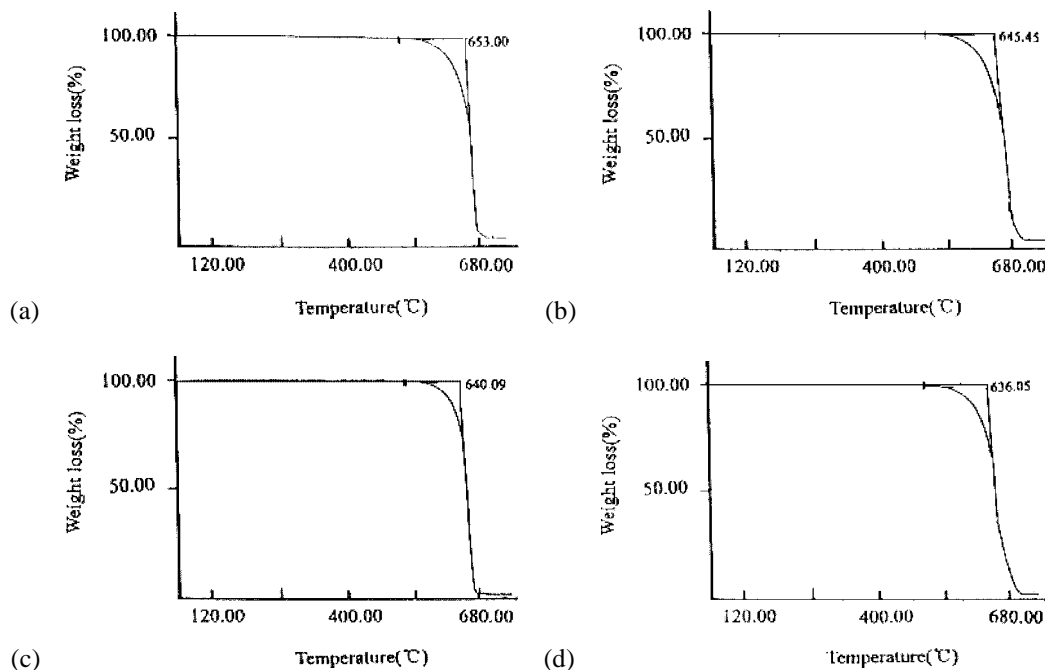 100.00
653.00
50.00
Weight loss(%)
120.00 400.00 680.00
Temperature(℃)
(a)
100.00
645.45
50.00
Weight loss(%)
120.00 400.00 680.00
Temperature(℃)
(b)
100.00
640.09
50.00
Weight loss(%)
120.00 400.00 680.00
Temperature(℃)
(c)
100.00
636.05
50.00
Weight loss(%)
120.00 400.00 680.00
Temperature(℃)
(d)